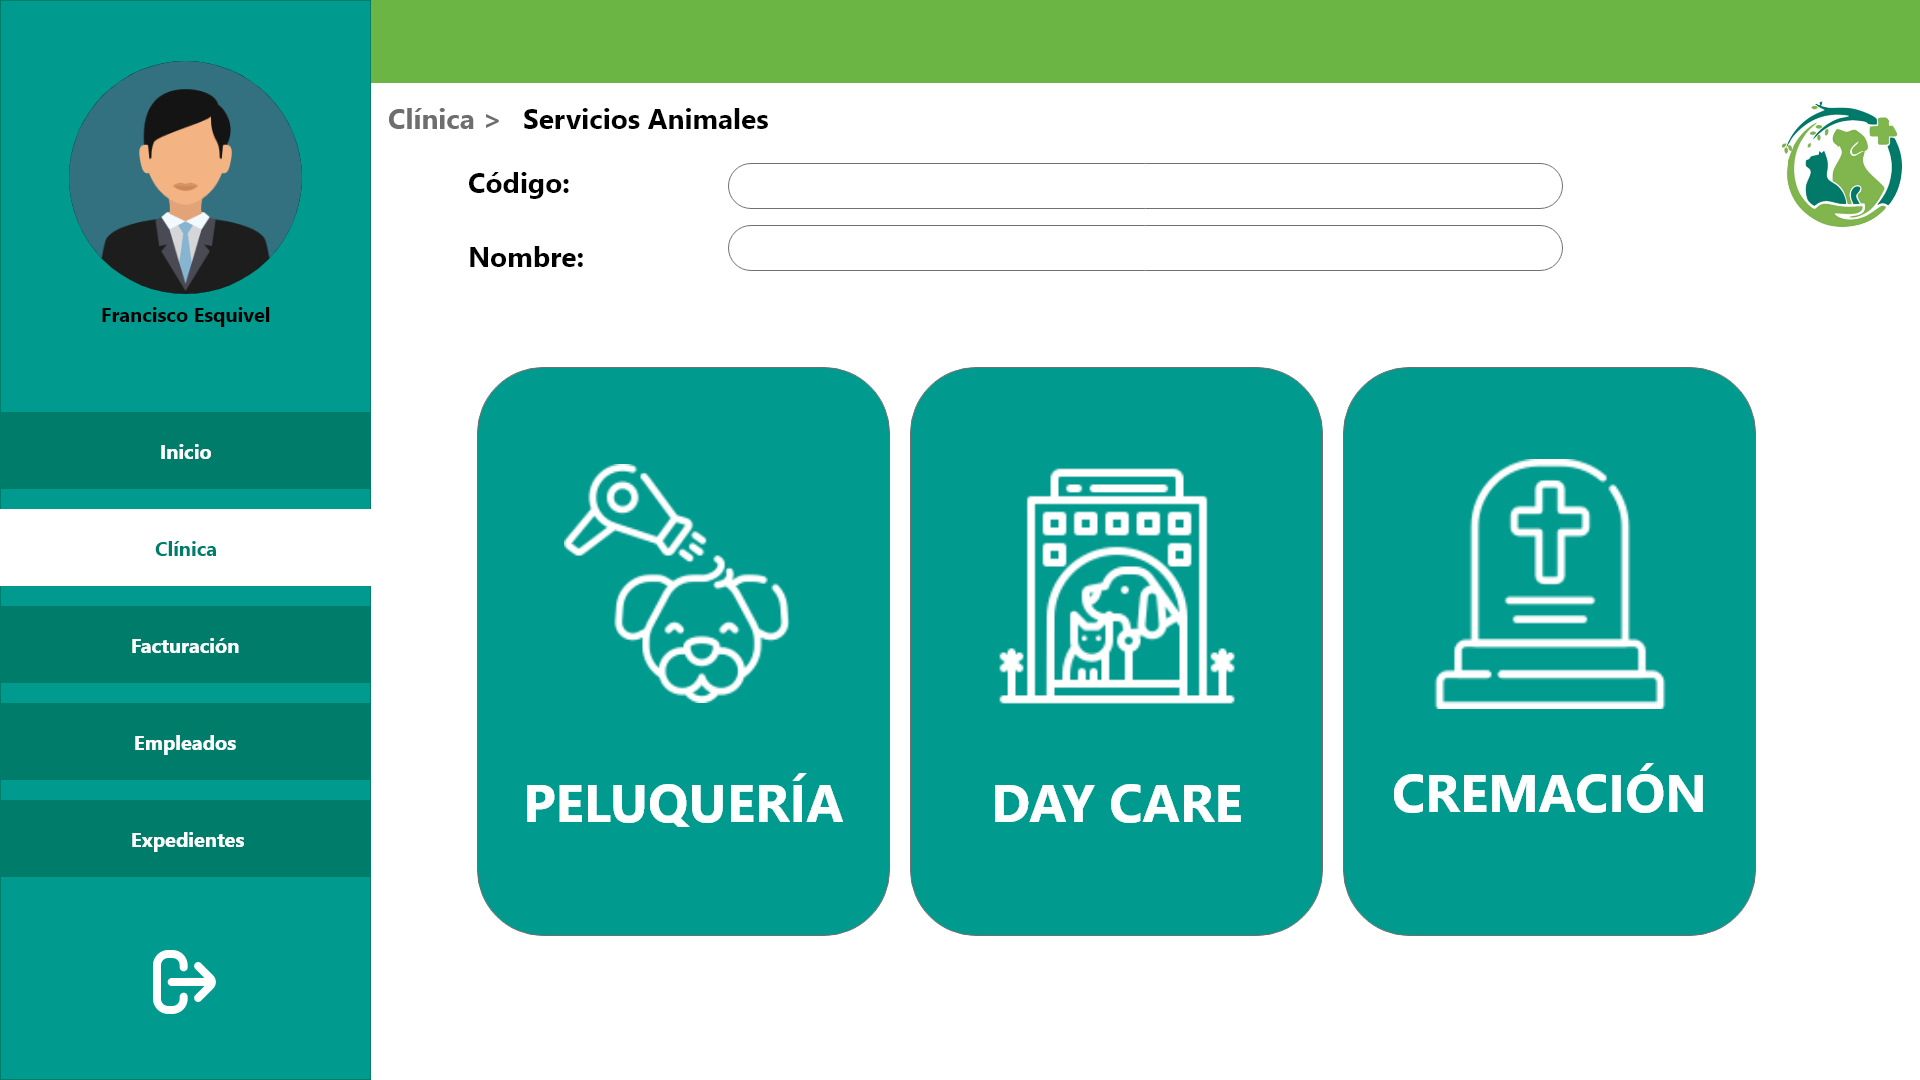 Francisco Esquivel
Inicio
Clínica
Facturación
Empleados
Expedientes
Clínica > Servicios Animales
Código:
Nombre:
PELUQUERÍA
DAY CARE
CREMACIÓN